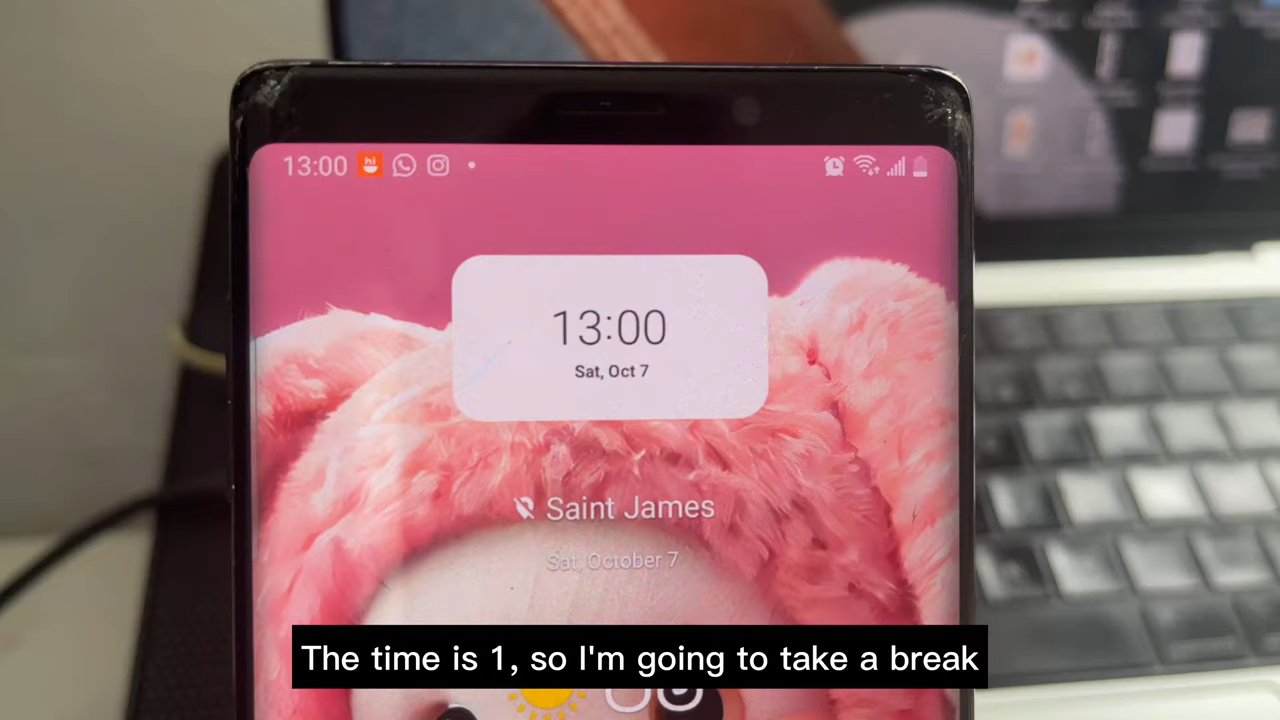 13:00 hi
13:00
Sat, Oct 7
Saint James
Sat, October 7
The time is 1, so I'm going to take a break